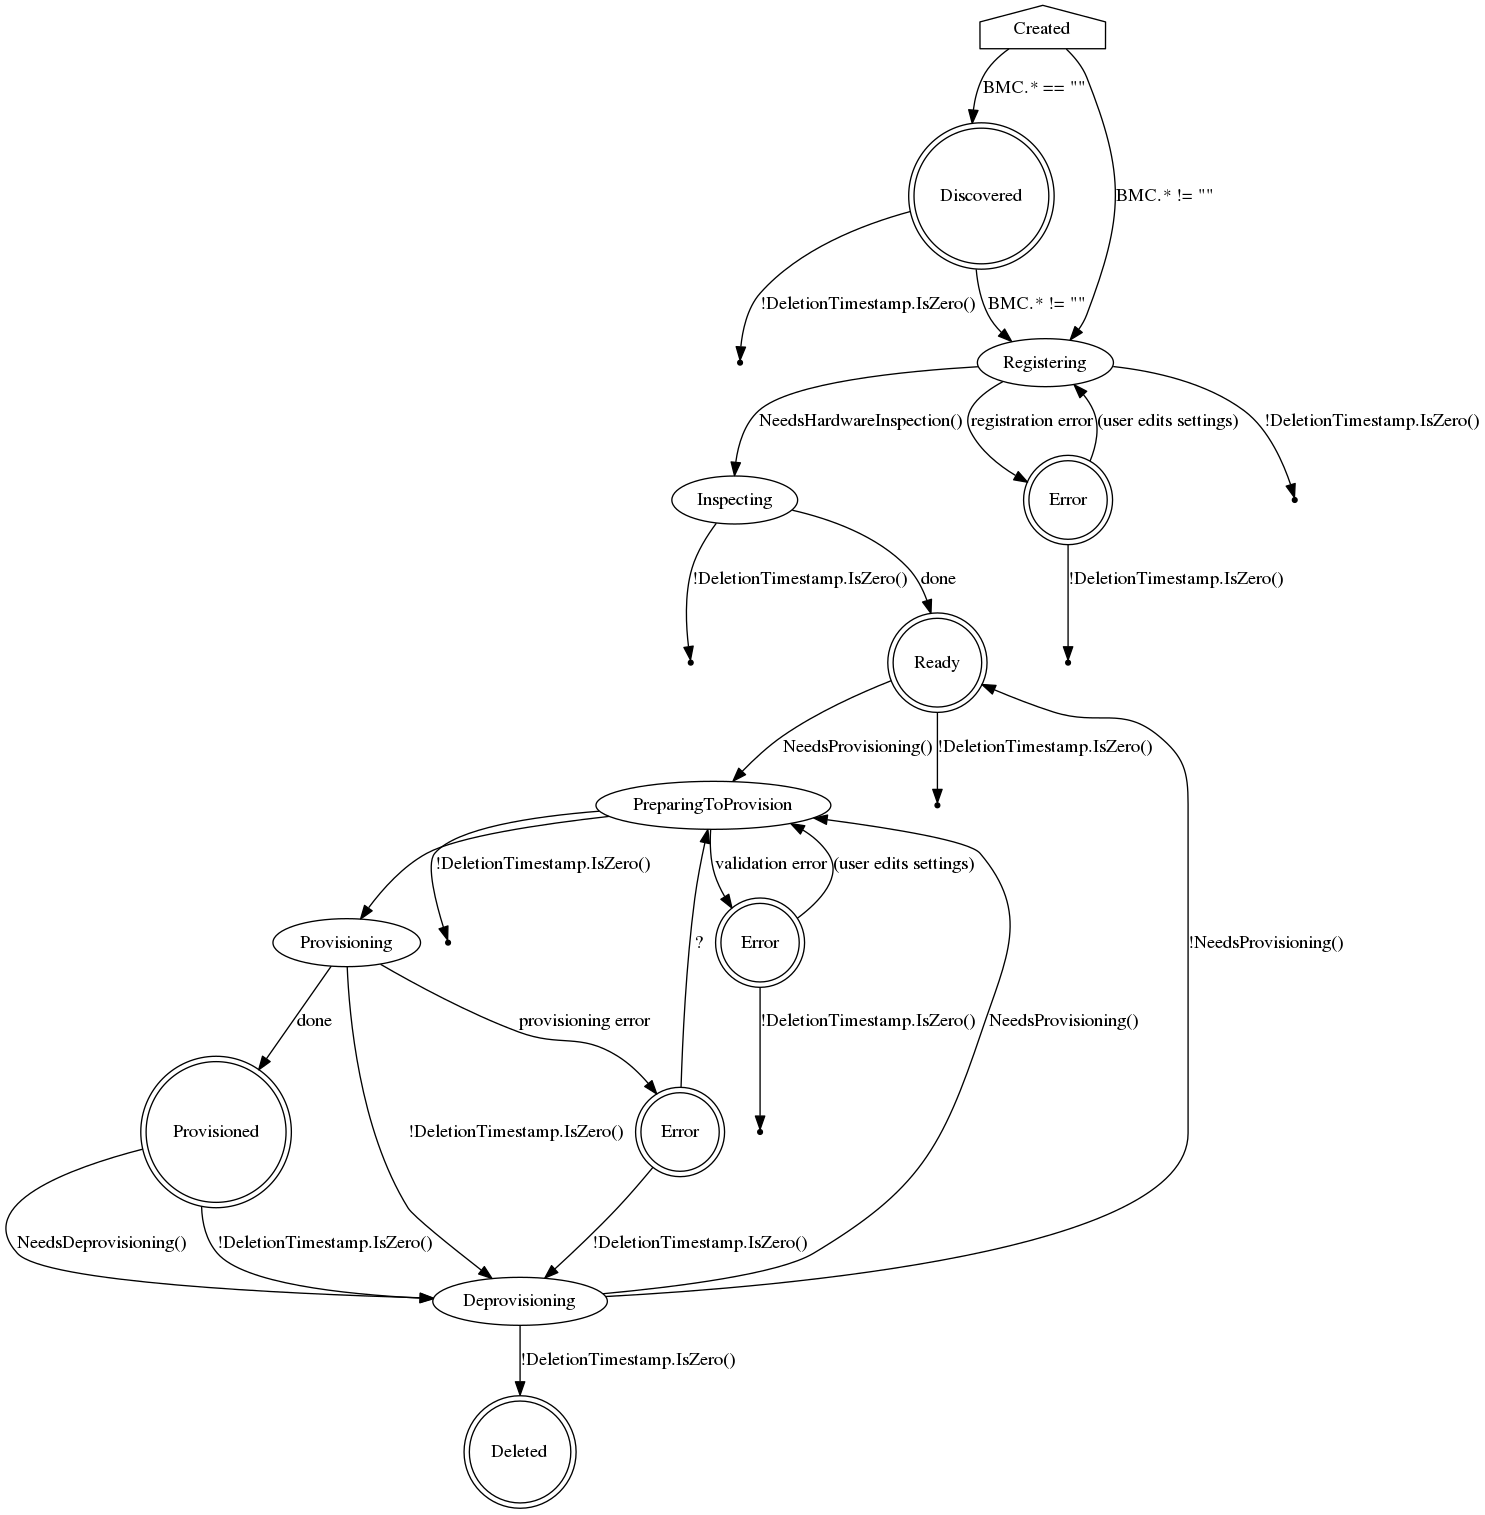 Created
BMC.* == ""
Discovered
BMC.* != ""
!DeletionTimestamp.IsZero()
BMC.* != ""
Registering
NeedsHardwareInspection()
registration error
(user edits settings)
!DeletionTimestamp.IsZero()
Inspecting
Error
!DeletionTimestamp.IsZero()
done
!DeletionTimestamp.IsZero()
Ready
NeedsProvisioning()
!DeletionTimestamp.IsZero()
PreparingToProvision
!DeletionTimestamp.IsZero()
validation error
(user edits settings)
Provisioning
?
Error
!NeedsProvisioning()
done
provisioning error
!DeletionTimestamp.IsZero()
NeedsProvisioning()
Provisioned
!DeletionTimestamp.IsZero()
Error
NeedsDeprovisioning()
!DeletionTimestamp.IsZero()
!DeletionTimestamp.IsZero()
Deprovisioning
!DeletionTimestamp.IsZero()
Deleted